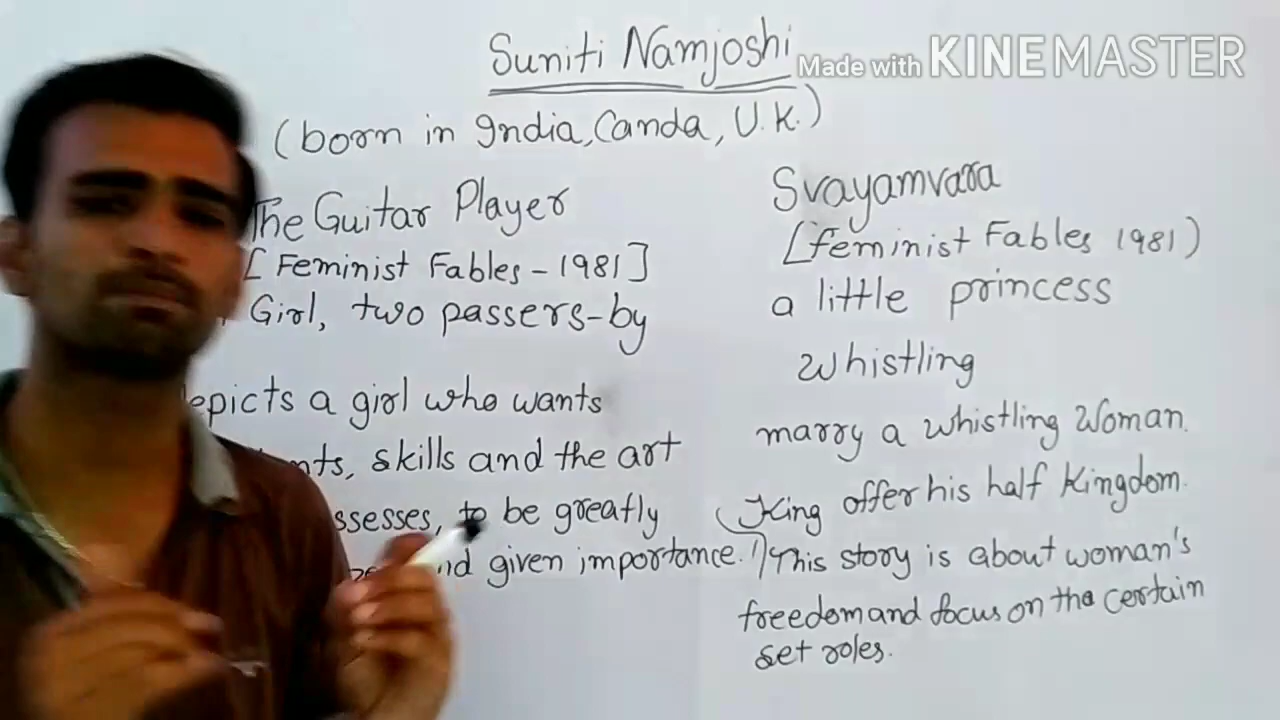 Suniti Namjoshi
Made with KINEMASTER
(born in India, Canda, U.K.)
The Guitar Player
[Feminist Fables - 1981]
Girl, two passers-by
depicts a girl who wants
skills and the art
to be greatly
given importance.
Svayamvara
[Feminist Fables 1981)
a little princess
whistling
marry a whistling Woman.
King offer his half Kingdom.
This story is about woman's
freedom and focus on the certain
set roles.